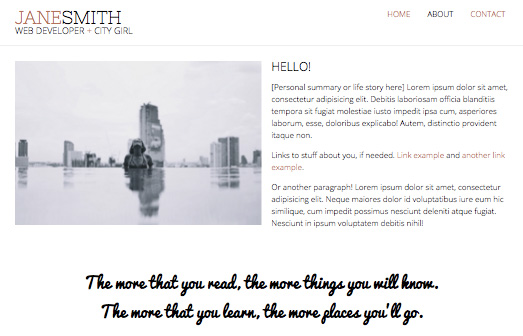 JANESMITH
WEB DEVELOPER + CITY GIRL
HOME ABOUT CONTACT
HELLO!
[Personal summary or life story here] Lorem ipsum dolor sit amet,
consectetur adipisicing elit. Debitis laboriosam officia blanditiis
tempora sit fugiat molestiae iusto impedit ipsa cum, asperiores
laborum, esse, doloribus explicabo! Autem, distinctio provident
itaque non.
Links to stuff about you, if needed. Link example and another link
example.
Or another paragraph! Lorem ipsum dolor sit amet, consectetur
adipisicing elit. Neque maiores dolor id voluptatibus iure eum hic
similique, cum impedit possimus nesciunt deleniti atque fugiat.
Nesciunt in ipsum voluptatem debitis nihil!
The more that you read, the more things you will know.
The more that you learn, the more places you'll go.